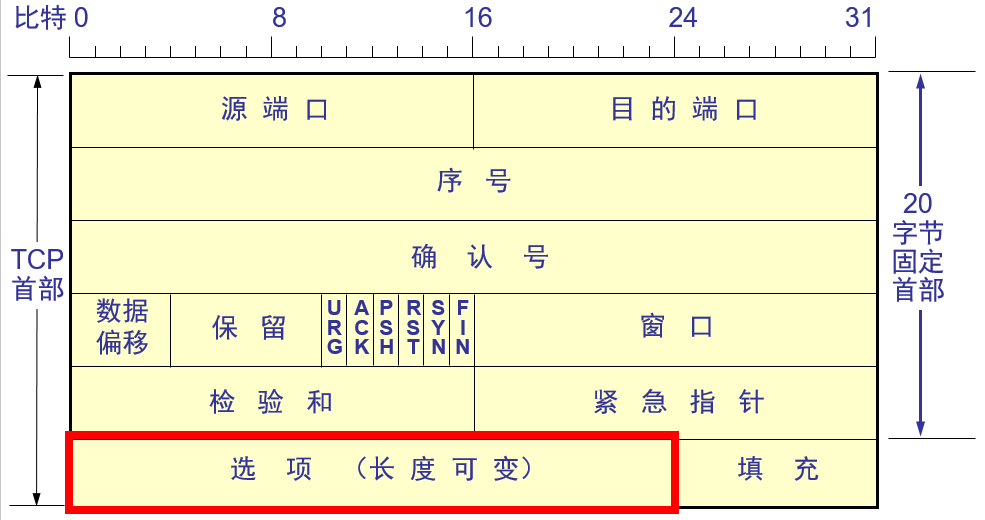 比特 0 8 16 24 31
源端口 目的端口
序号
确认号
TCP
首部
20
字节
固定
首部
数据
偏移
保留
URG
ACK
PSH
RST
SYN
FIN
窗口
检验和 紧急指针
选项 （长度可变） 填充